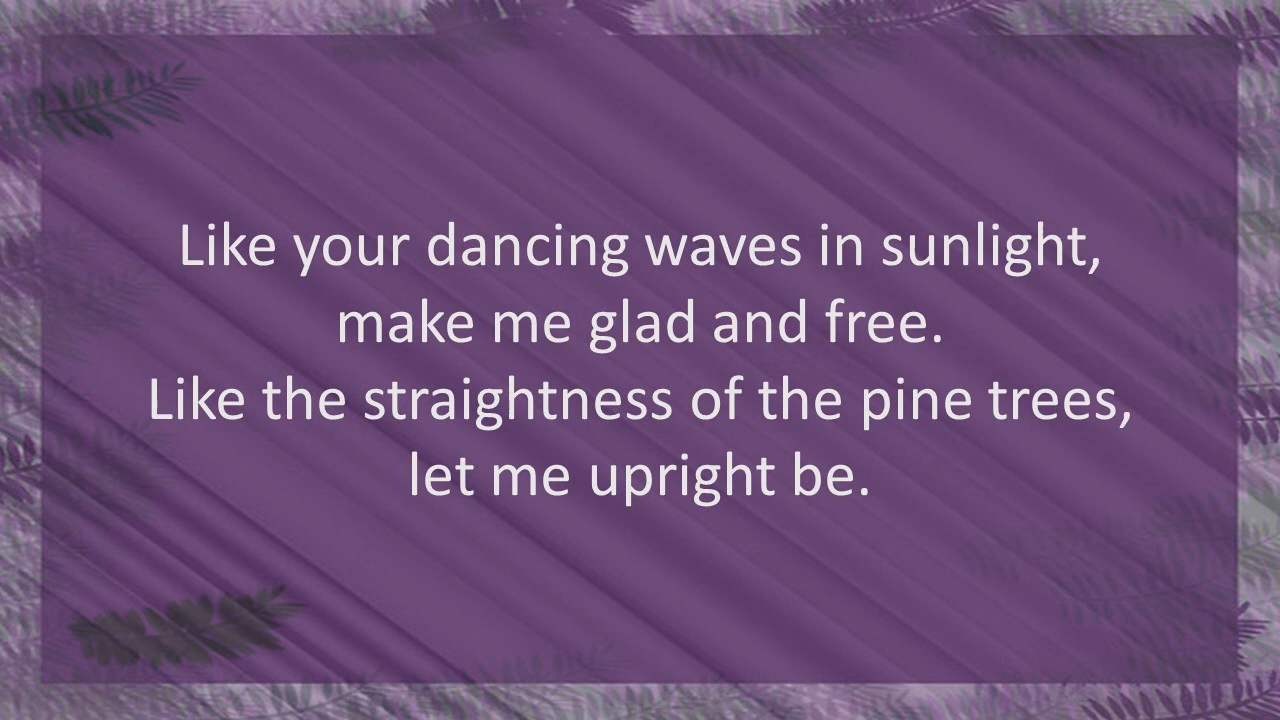 Like your dancing waves in sunlight,
make me glad and free.
Like the straightness of the pine trees,
let me upright be.